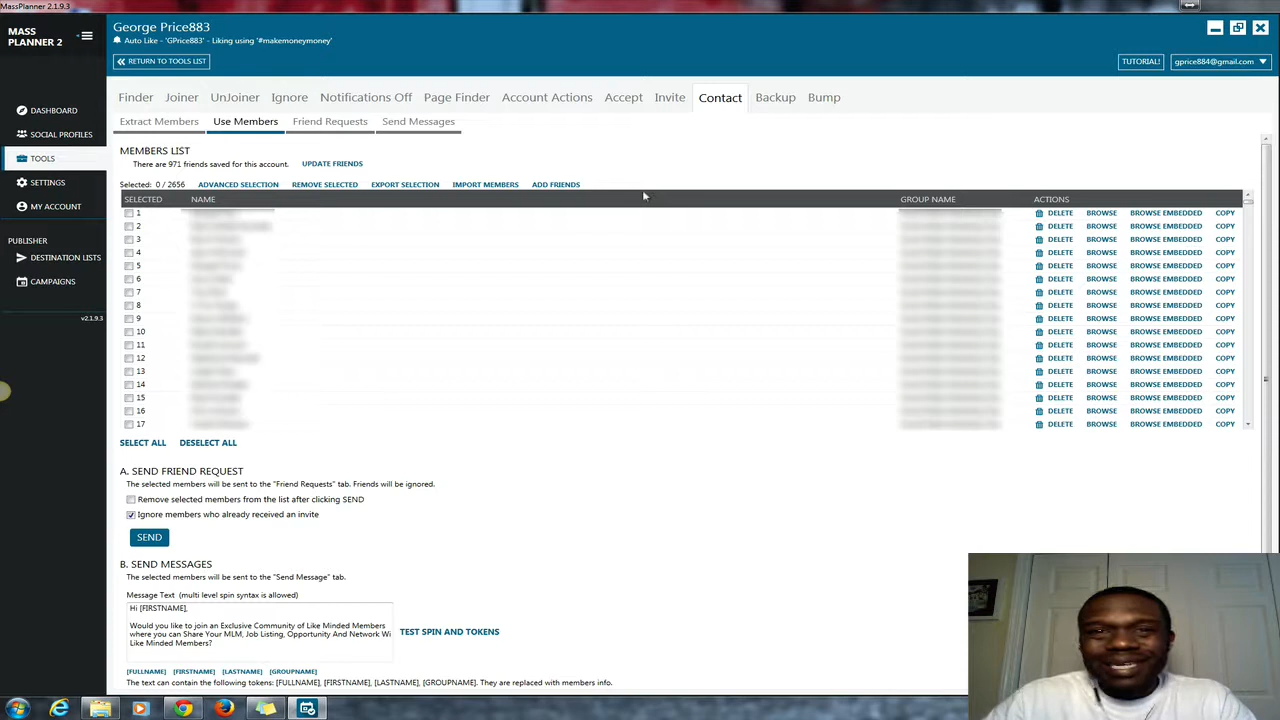 MassPlanner 2.1.9.3
MASS PLANNER 2
George Price883
Auto Like - 'GPrice883' - Liking using '#makemoneymoney'
RETURN TO TOOLS LIST
TUTORIAL!
gprice884@gmail.com
DASHBOARD
SOCIAL PROFILES
TOOLS
SETTINGS
MY ACCOUNT
PUBLISHER
DESTINATION LISTS
CAMPAIGNS
v2.1.9.3
Finder Joiner UnJoiner Ignore Notifications Off Page Finder Account Actions Accept Invite Contact Backup Bump
Extract Members Use Members Friend Requests Send Messages
MEMBERS LIST
There are 971 friends saved for this account. UPDATE FRIENDS
Selected: 0 / 2656 ADVANCED SELECTION REMOVE SELECTED EXPORT SELECTION IMPORT MEMBERS ADD FRIENDS
SELECTED NAME GROUP NAME ACTIONS
1 DELETE BROWSE BROWSE EMBEDDED COPY
2 DELETE BROWSE BROWSE EMBEDDED COPY
3 DELETE BROWSE BROWSE EMBEDDED COPY
4 DELETE BROWSE BROWSE EMBEDDED COPY
5 DELETE BROWSE BROWSE EMBEDDED COPY
6 DELETE BROWSE BROWSE EMBEDDED COPY
7 DELETE BROWSE BROWSE EMBEDDED COPY
8 DELETE BROWSE BROWSE EMBEDDED COPY
9 DELETE BROWSE BROWSE EMBEDDED COPY
10 DELETE BROWSE BROWSE EMBEDDED COPY
11 DELETE BROWSE BROWSE EMBEDDED COPY
12 DELETE BROWSE BROWSE EMBEDDED COPY
13 DELETE BROWSE BROWSE EMBEDDED COPY
14 DELETE BROWSE BROWSE EMBEDDED COPY
15 DELETE BROWSE BROWSE EMBEDDED COPY
16 DELETE BROWSE BROWSE EMBEDDED COPY
17 DELETE BROWSE BROWSE EMBEDDED COPY
SELECT ALL DESELECT ALL
A. SEND FRIEND REQUEST
The selected members will be sent to the "Friend Requests" tab. Friends will be ignored.
Remove selected members from the list after clicking SEND
Ignore members who already received an invite
SEND
B. SEND MESSAGES
The selected members will be sent to the "Send Message" tab.
Message Text (multi level spin syntax is allowed)
Hi [FIRSTNAME],
Would you like to join an Exclusive Community of Like Minded Members
where you can Share Your MLM, Job Listing, Opportunity And Network Wi
Like Minded Members?
TEST SPIN AND TOKENS
[FULLNAME] [FIRSTNAME] [LASTNAME] [GROUPNAME]
The text can contain the following tokens: [FULLNAME], [FIRSTNAME], [LASTNAME], [GROUPNAME]. They are replaced with members info.